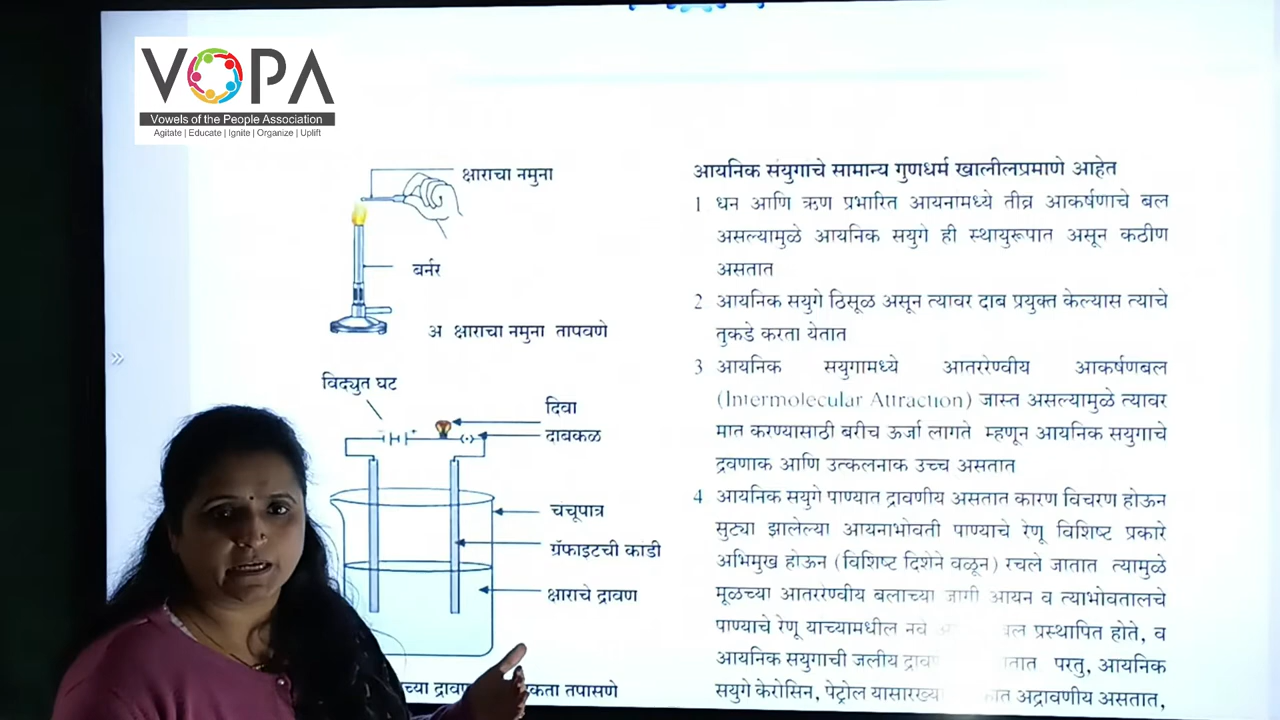 VOPA
Vowels of the People Association
Agitate | Educate | Ignite | Organize | Uplift
क्षाराचा नमुना
बर्नर
अ क्षाराचा नमुना तापवणे
विद्युत घट
दिवा
दाबकळ
चंचूपात्र
ग्रॅफाइटची कांडी
क्षाराचे द्रावण
तपासणे
आयनिक संयुगाचे सामान्य गुणधर्म खालीलप्रमाणे आहेत
1 धन आणि ऋण प्रभारित आयनामध्ये तीव्र आकर्षणाचे बल
असल्यामुळे आयनिक सयुगे ही स्थायुरूपात असून कठीण
असतात
2 आयनिक सयुगे ठिसूळ असून त्यावर दाब प्रयुक्त केल्यास त्याचे
तुकडे करता येतात
3 आयनिक सयुगामध्ये आतररेण्वीय आकर्षणबल
(Intermolecular Attraction) जास्त असल्यामुळे त्यावर
मात करण्यासाठी बरीच ऊर्जा लागते म्हणून आयनिक सयुगाचे
द्रवणाक आणि उत्कलनाक उच्च असतात
4 आयनिक सयुगे पाण्यात द्रावणीय असतात कारण विचरण होऊन
सुट्या झालेल्या आयनाभोवती पाण्याचे रेणू विशिष्ट प्रकारे
अभिमुख होऊन (विशिष्ट दिशेने वळून) रचले जातात त्यामुळे
मूळच्या आतररेण्वीय बलाच्या जागी आयन व त्याभोवतालचे
पाण्याचे रेणू याच्यामधील नवे प्रस्थापित होते, व
आयनिक सयुगाची जलीय परतु, आयनिक
सयुगे केरोसिन, पेट्रोल यासारख्या अद्रावणीय असतात,